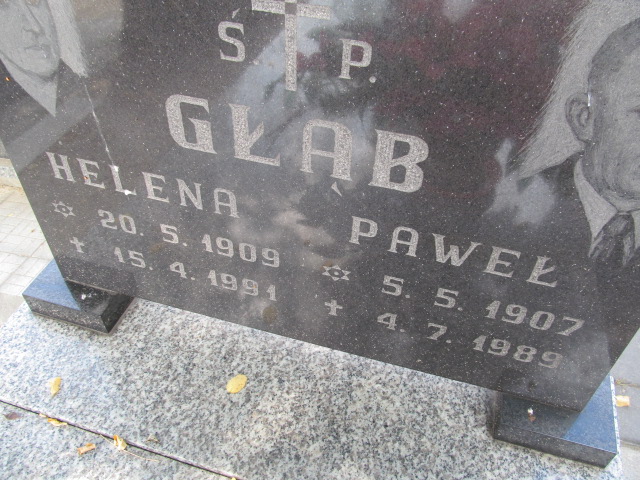 Ś. P.
GŁĄB
HELENA
20. 5. 1909
15. 4. 1991
PAWEŁ
5. 5. 1907
4. 7. 1989